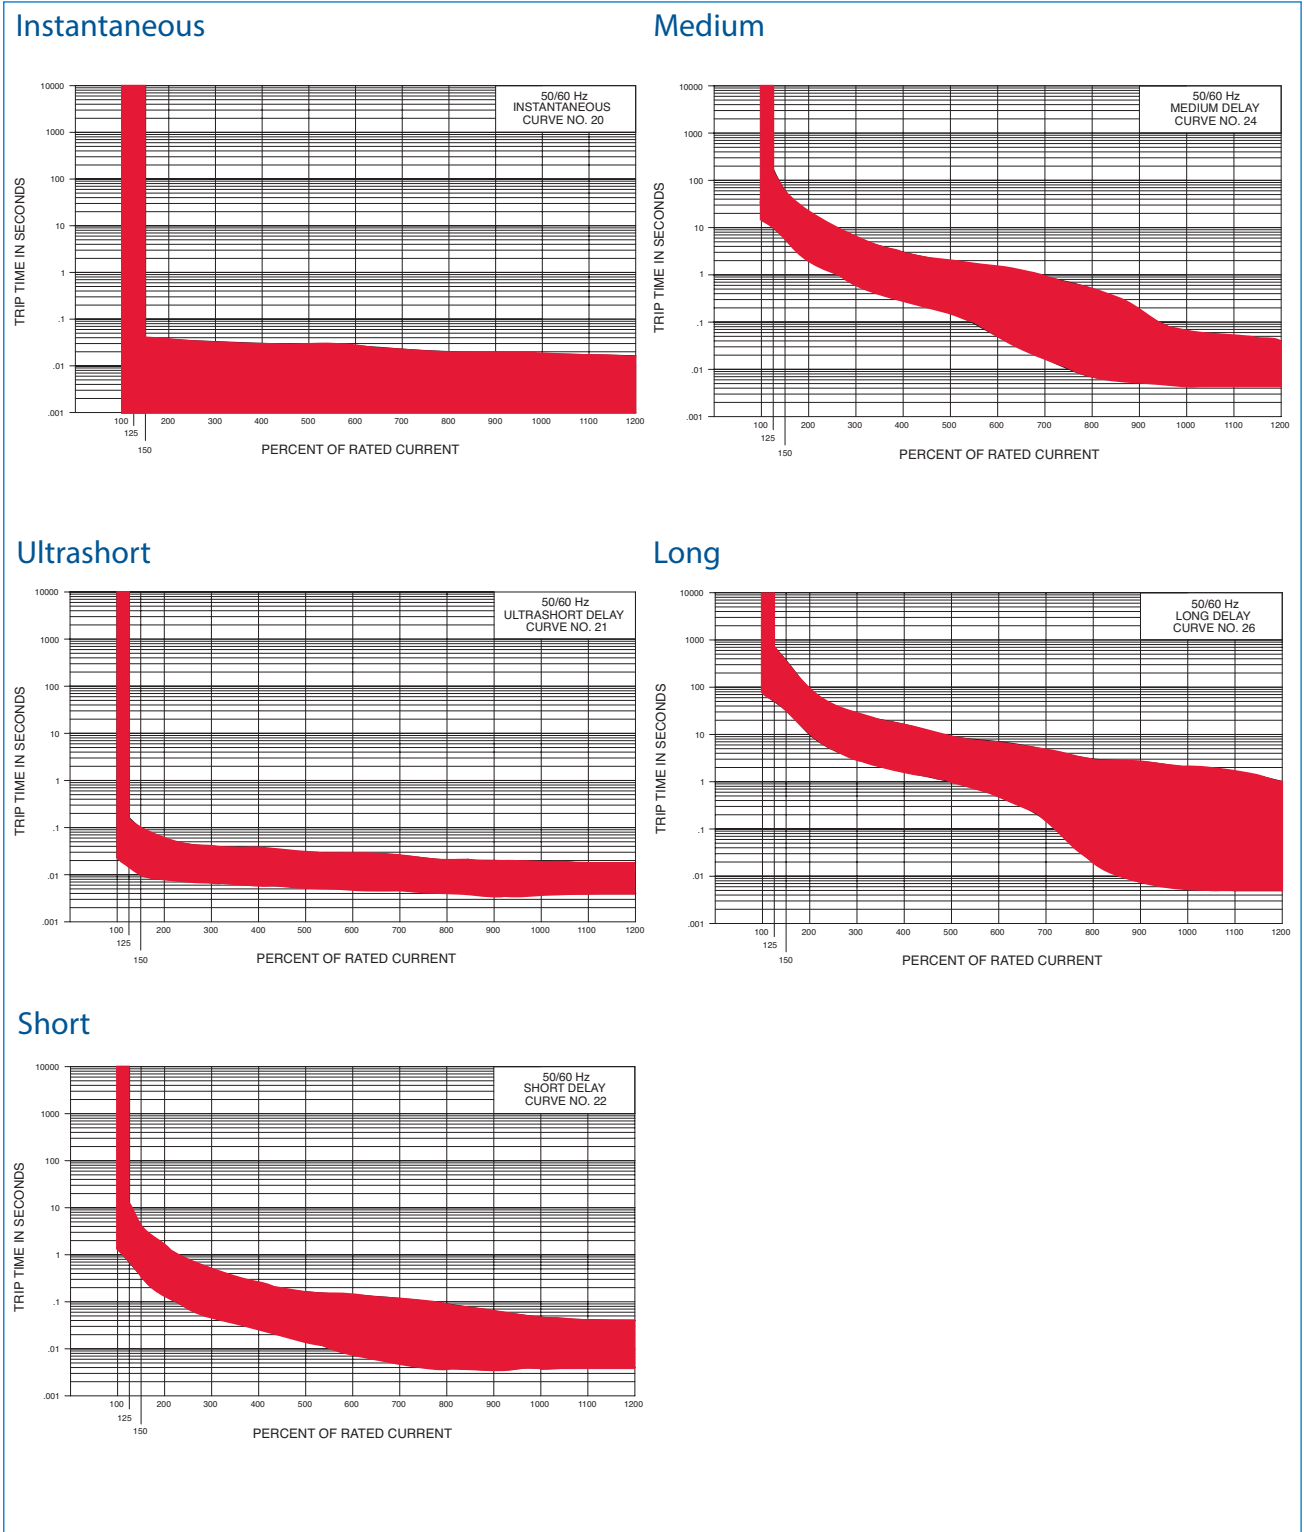 Instantaneous
50/60 Hz
INSTANTANEOUS
CURVE NO. 20
TRIP TIME IN SECONDS
10000
1000
100
10
1
.1
.01
.001
100 200 300 400 500 600 700 800 900 1000 1100 1200
125
150
PERCENT OF RATED CURRENT
Medium
50/60 Hz
MEDIUM DELAY
CURVE NO. 24
TRIP TIME IN SECONDS
10000
1000
100
10
1
.1
.01
.001
100 200 300 400 500 600 700 800 900 1000 1100 1200
125
150
PERCENT OF RATED CURRENT
Ultrashort
50/60 Hz
ULTRASHORT DELAY
CURVE NO. 21
TRIP TIME IN SECONDS
10000
1000
100
10
1
.1
.01
.001
100 200 300 400 500 600 700 800 900 1000 1100 1200
125
150
PERCENT OF RATED CURRENT
Long
50/60 Hz
LONG DELAY
CURVE NO. 26
TRIP TIME IN SECONDS
10000
1000
100
10
1
.1
.01
.001
100 200 300 400 500 600 700 800 900 1000 1100 1200
125
150
PERCENT OF RATED CURRENT
Short
50/60 Hz
SHORT DELAY
CURVE NO. 22
TRIP TIME IN SECONDS
10000
1000
100
10
1
.1
.01
.001
100 200 300 400 500 600 700 800 900 1000 1100 1200
125
150
PERCENT OF RATED CURRENT